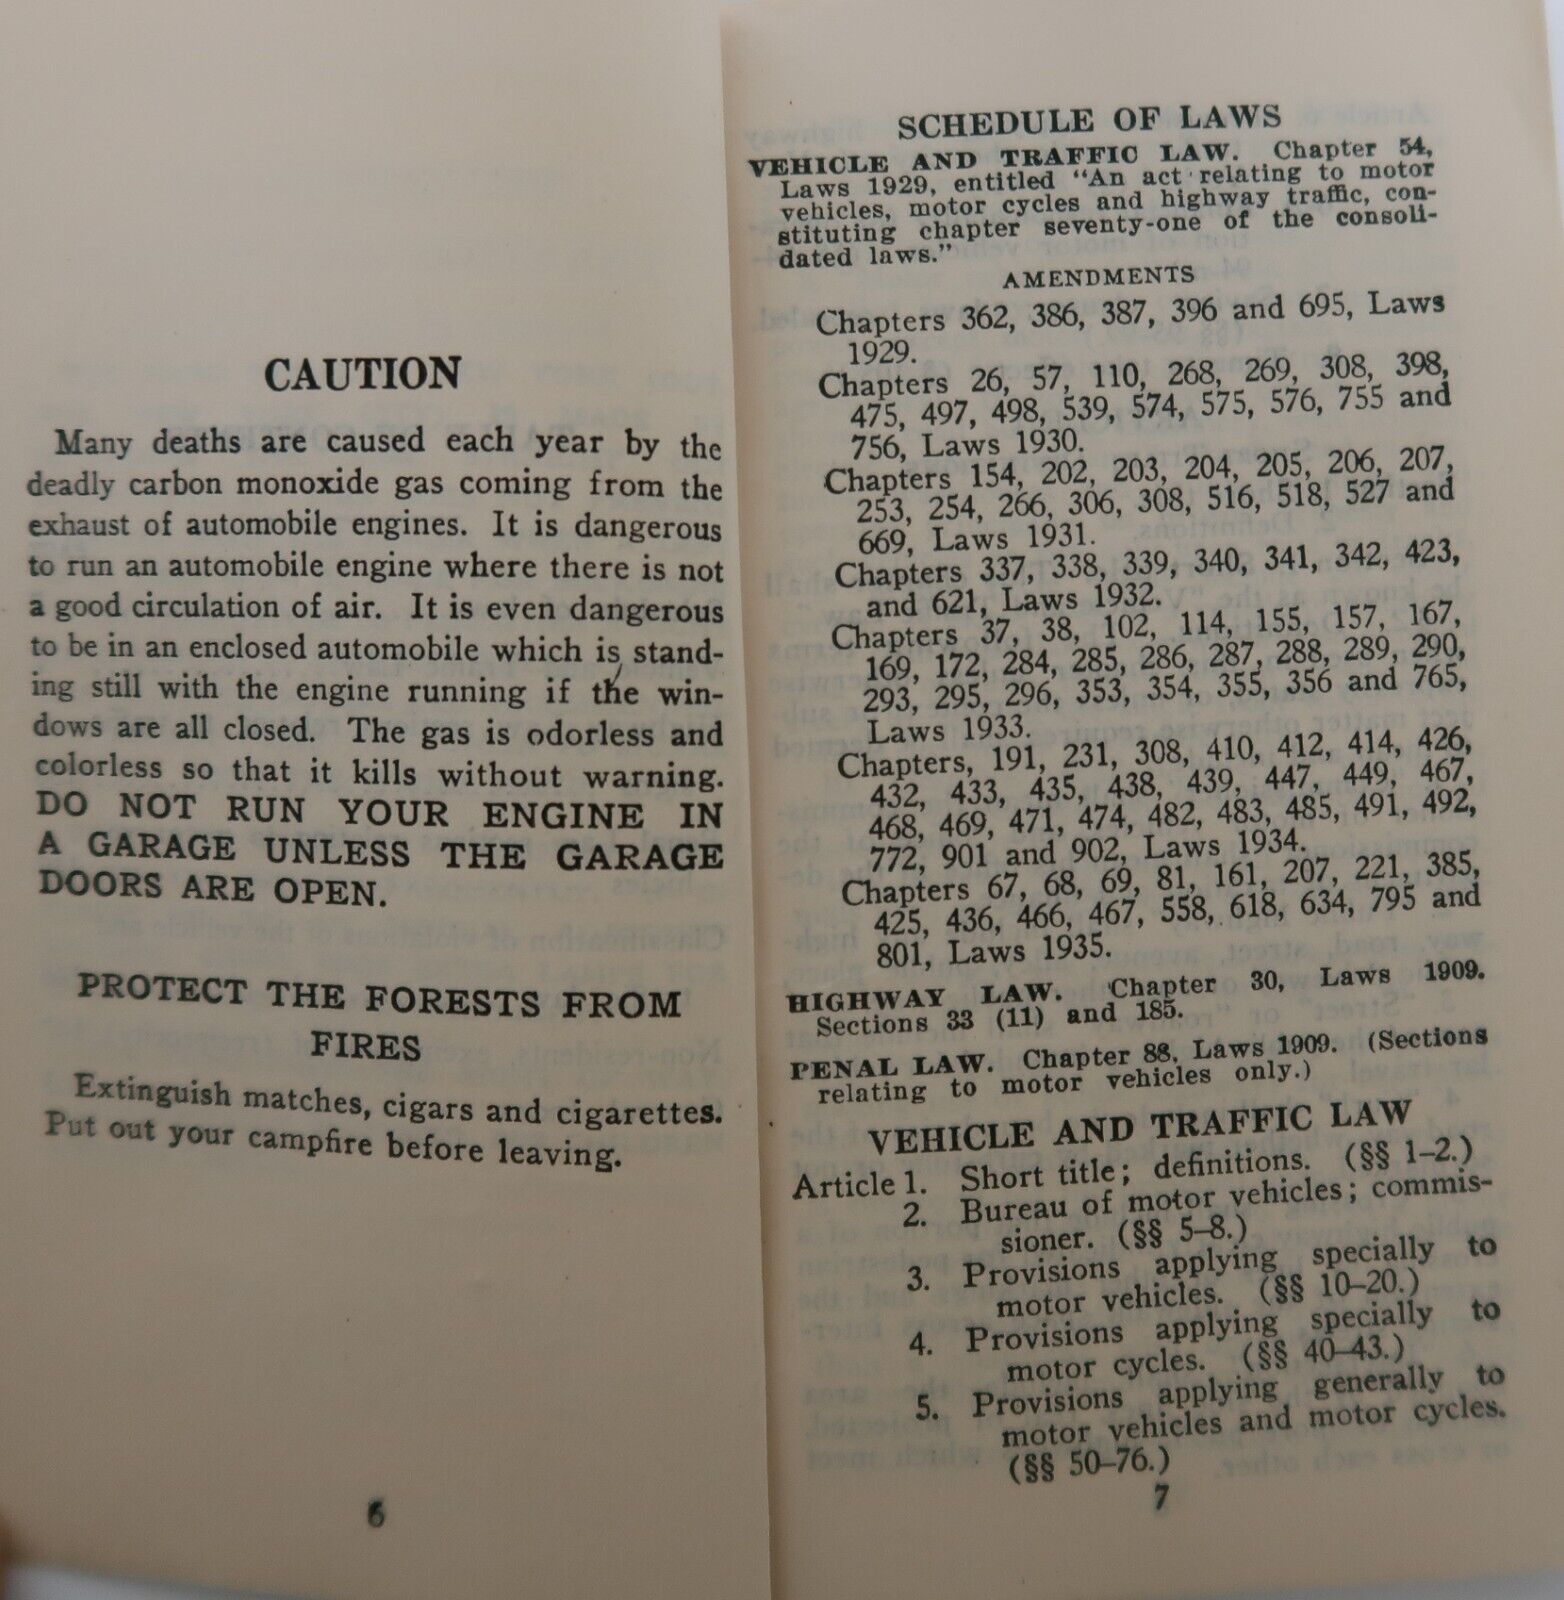 CAUTION
Many deaths are caused each year by the
deadly carbon monoxide gas coming from the
exhaust of automobile engines. It is dangerous
to run an automobile engine where there is not
a good circulation of air. It is even dangerous
to be in an enclosed automobile which is stand-
ing still with the engine running if the win-
dows are all closed. The gas is odorless and
colorless so that it kills without warning.
DO NOT RUN YOUR ENGINE IN
A GARAGE UNLESS THE GARAGE
DOORS ARE OPEN.
PROTECT THE FORESTS FROM
FIRES
Extinguish matches, cigars and cigarettes.
Put out your campfire before leaving.
6
SCHEDULE OF LAWS
VEHICLE AND TRAFFIC LAW. Chapter 54,
Laws 1929, entitled "An act relating to motor
vehicles, motor cycles and highway traffic, con-
stituting chapter seventy-one of the consoli-
dated laws."
AMENDMENTS
Chapters 362, 386, 387, 396 and 695, Laws
1929.
Chapters 26, 57, 110, 268, 269, 308, 398,
475, 497, 498, 539, 574, 575, 576, 755 and
756, Laws 1930.
Chapters 154, 202, 203, 204, 205, 206, 207,
253, 254, 266, 306, 308, 516, 518, 527 and
669, Laws 1931.
Chapters 337, 338, 339, 340, 341, 342, 423,
and 621, Laws 1932.
Chapters 37, 38, 102, 114, 155, 157, 167,
169, 172, 284, 285, 286, 287, 288, 289, 290,
293, 295, 296, 353, 354, 355, 356 and 765,
Laws 1933.
Chapters, 191, 231, 308, 410, 412, 414, 426,
432, 433, 435, 438, 439, 447, 449, 467,
468, 469, 471, 474, 482, 483, 485, 491, 492,
772, 901 and 902, Laws 1934.
Chapters 67, 68, 69, 81, 161, 207, 221, 385,
425, 436, 466, 467, 558, 618, 634, 795 and
801, Laws 1935.
HIGHWAY LAW. Chapter 30, Laws 1909.
Sections 33 (11) and 185.
PENAL LAW. Chapter 88, Laws 1909. (Sections
relating to motor vehicles only.)
VEHICLE AND TRAFFIC LAW
Article 1. Short title; definitions. (§§ 1–2.)
2. Bureau of motor vehicles; commis-
sioner. (§§ 5–8.)
3. Provisions applying specially to
motor vehicles. (§§ 10–20.)
4. Provisions applying specially to
motor cycles. (§§ 40–43.)
5. Provisions applying generally to
motor vehicles and motor cycles.
(§§ 50–76.)
7